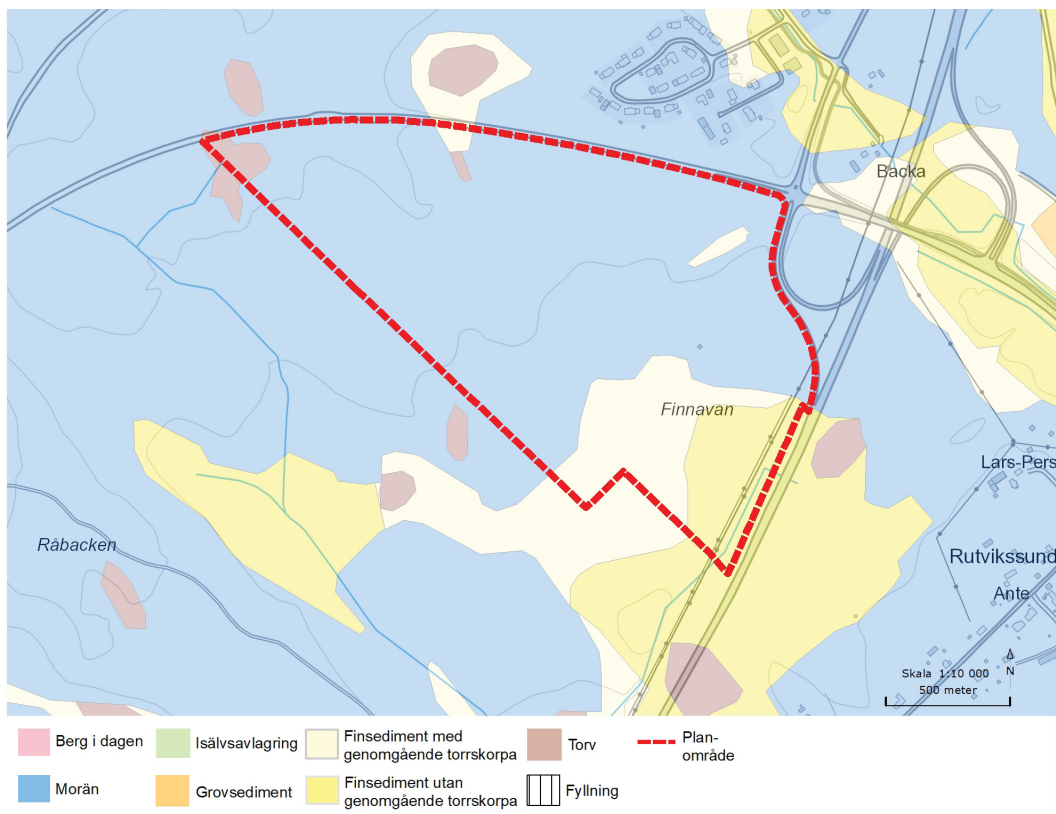 Backa
Finnavan
Lars-Pers
Råbacken
Rutvikssund
Ante
Skala 1:10 000
N
500 meter
Berg i dagen
Isälvsavlagring
Finsediment med
genomgående torrskorpa
Torv
Plan-
område
Morän
Grovsediment
Finsediment utan
genomgående torrskorpa
Fyllning